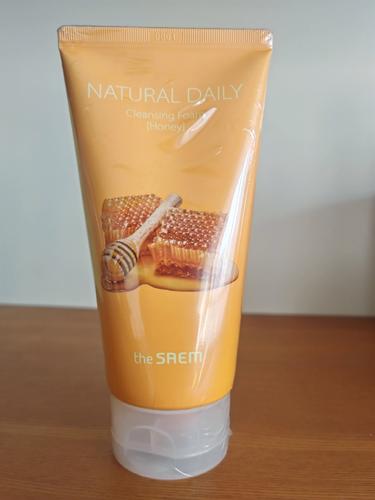 NATURAL DAILY
Cleansing Foam
[Honey]
the SAEM